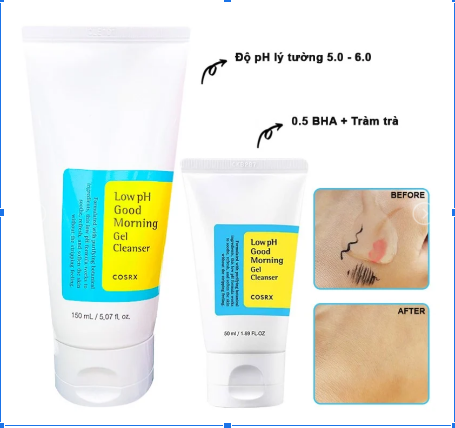 Độ pH lý tường 5.0 - 6.0
0.5 BHA + Tràm trà
Low pH
Good
Morning
Gel
Cleanser
COSRX
150 mL / 5.07 fl. oz.
Low pH
Good
Morning
Gel
Cleanser
COSRX
50 ml / 1.69 FL.OZ
BEFORE
AFTER